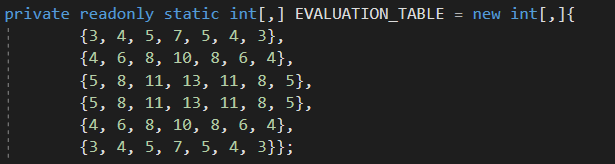 private readonly static int[,] EVALUATION_TABLE = new int[,]{
{3, 4, 5, 7, 5, 4, 3},
{4, 6, 8, 10, 8, 6, 4},
{5, 8, 11, 13, 11, 8, 5},
{5, 8, 11, 13, 11, 8, 5},
{4, 6, 8, 10, 8, 6, 4},
{3, 4, 5, 7, 5, 4, 3}};